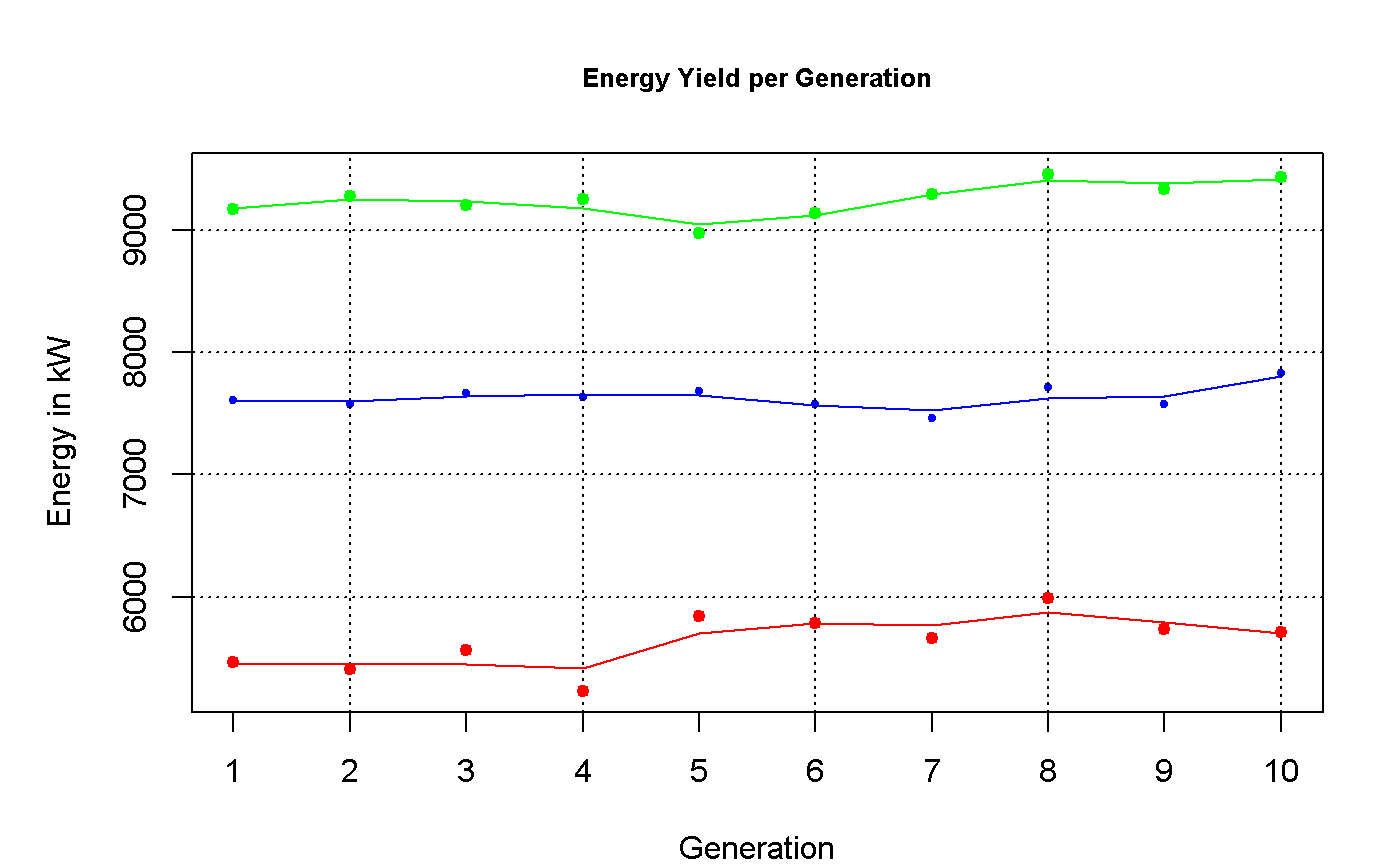 Energy Yield per Generation
9000
8000
7000
6000
Energy in kW
1 2 3 4 5 6 7 8 9 10
Generation